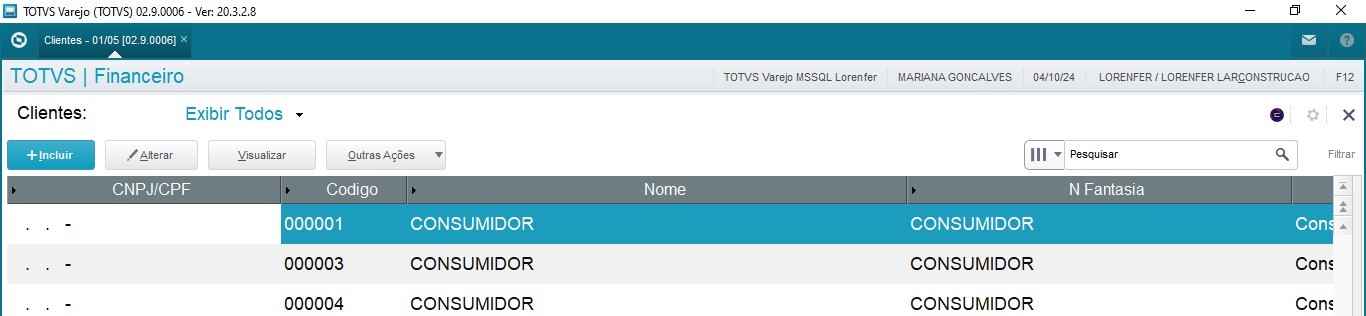 TOTVS Varejo (TOTVS) 02.9.0006 - Ver: 20.3.2.8
Clientes - 01/05 [02.9.0006] ×
TOTVS | Financeiro TOTVS Varejo MSSQL Lorenfer MARIANA GONCALVES 04/10/24 LORENFER / LORENFER LARCONSTRUCAO F12
Clientes: Exibir Todos
+Incluir Alterar Visualizar Outras Ações Pesquisar Filtrar
CNPJ/CPF Codigo Nome N Fantasia
. . - 000001 CONSUMIDOR CONSUMIDOR Cons
. . - 000003 CONSUMIDOR CONSUMIDOR Cons
. . - 000004 CONSUMIDOR CONSUMIDOR Cons